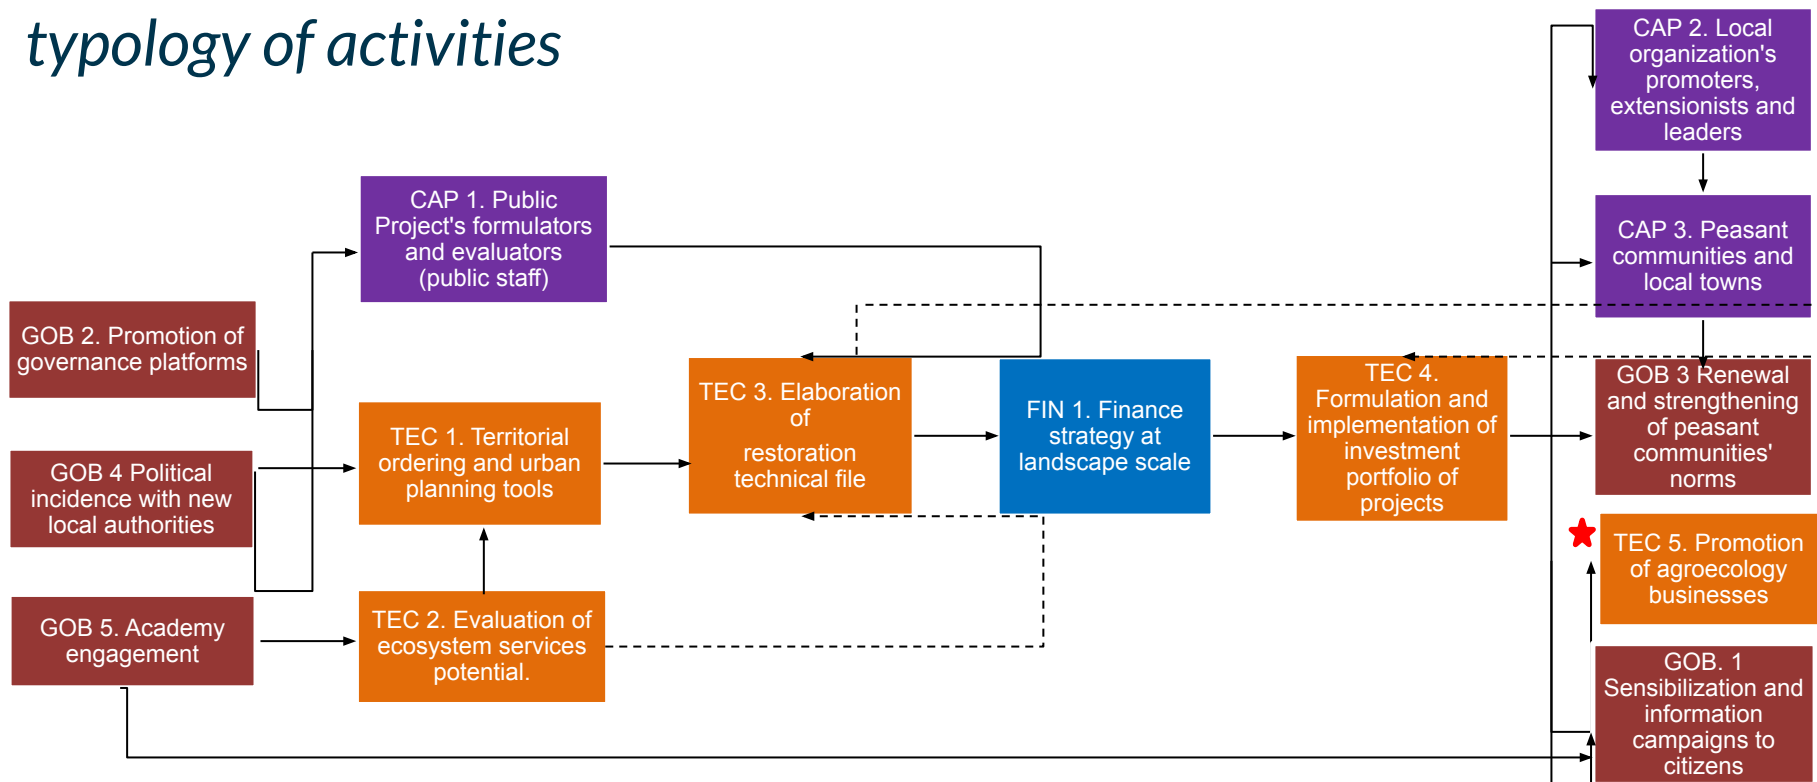 typology of activities
CAP 2. Local
organization's
promoters,
extensionists and
leaders
CAP 1. Public
Project's formulators
and evaluators
(public staff)
CAP 3. Peasant
communities and
local towns
GOB 2. Promotion of
governance platforms
TEC 1. Territorial
ordering and urban
planning tools
TEC 3. Elaboration
of
restoration
technical file
FIN 1. Finance
strategy at
landscape scale
TEC 4.
Formulation and
implementation of
investment
portfolio of
projects
GOB 3 Renewal
and strengthening
of peasant
communities'
norms
GOB 4 Political
incidence with new
local authorities
TEC 5. Promotion
of agroecology
businesses
GOB 5. Academy
engagement
TEC 2. Evaluation of
ecosystem services
potential.
GOB. 1
Sensibilization and
information
campaigns to
citizens